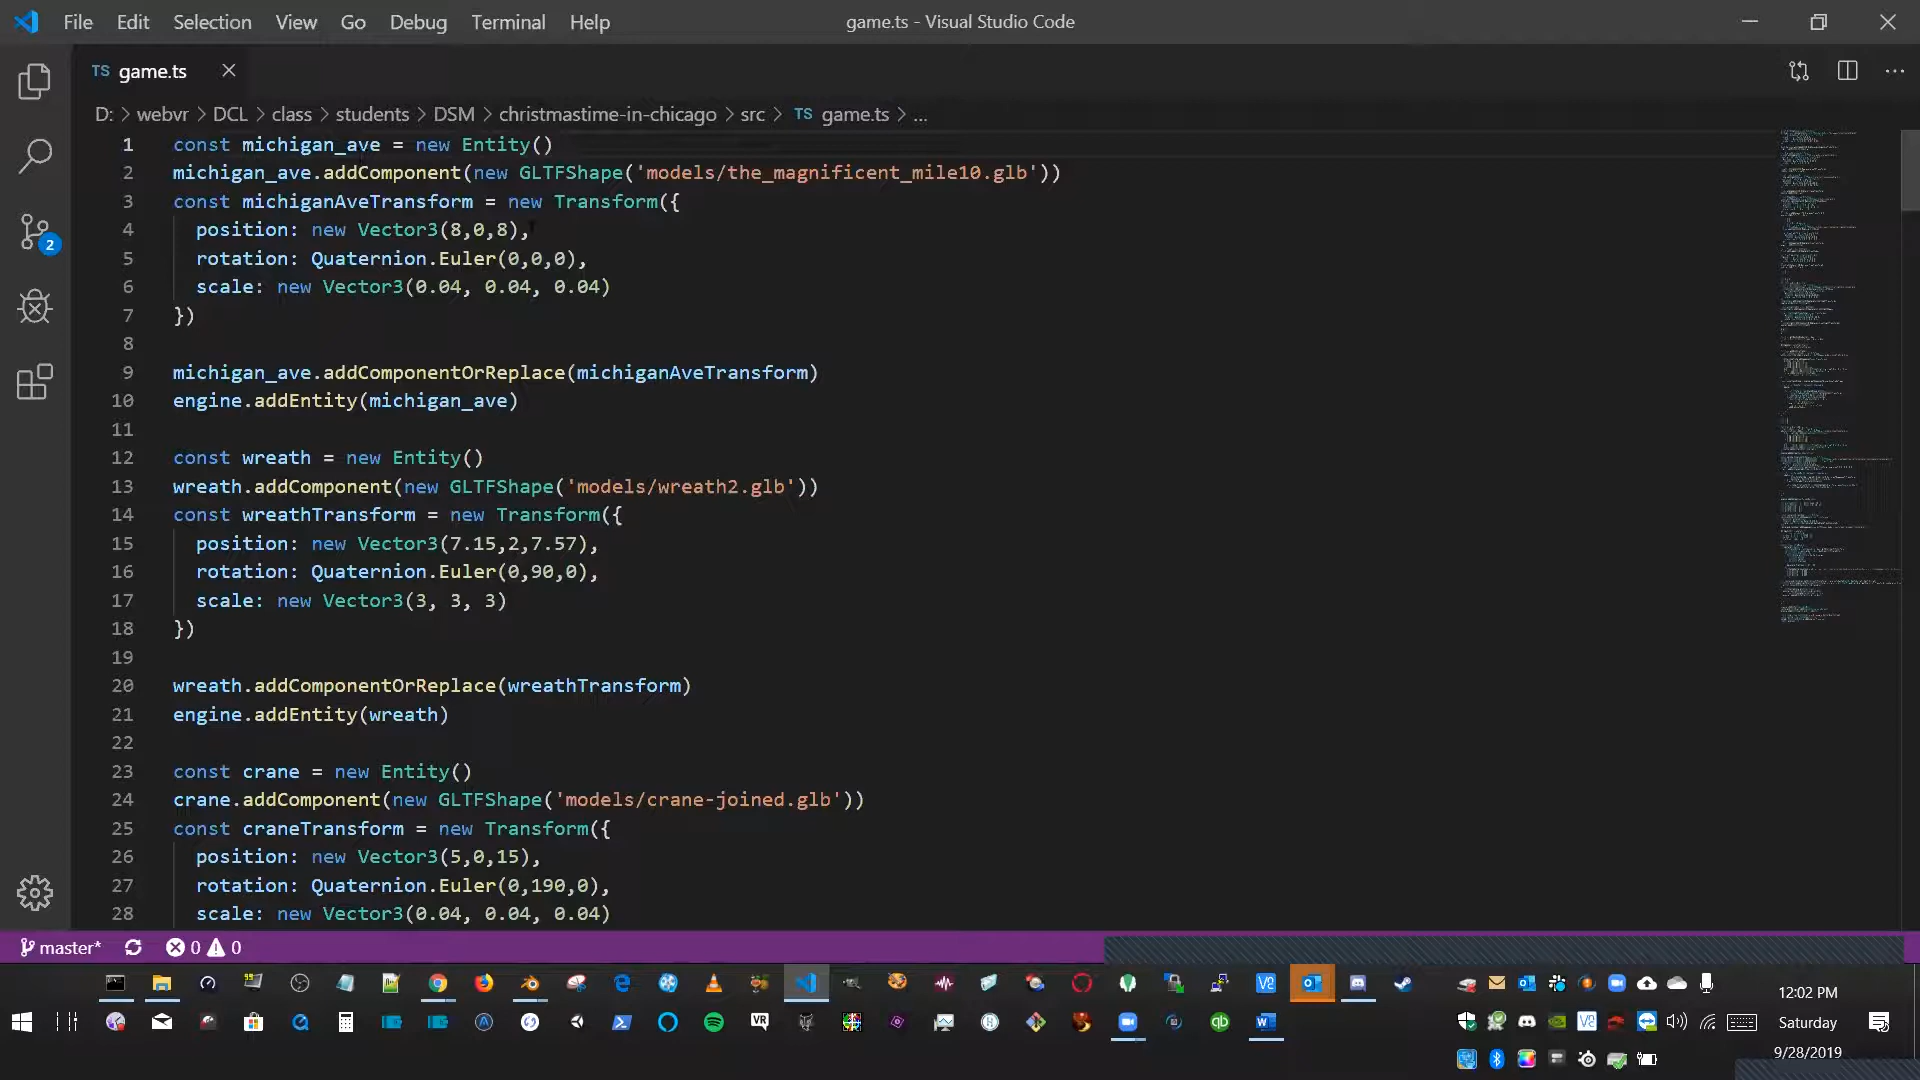 File Edit Selection View Go Debug Terminal Help
game.ts - Visual Studio Code
TS game.ts
D: > webvr > DCL > class > students > DSM > christmastime-in-chicago > src > TS game.ts > ...
1 const michigan_ave = new Entity()
2 michigan_ave.addComponent(new GLTFShape('models/the_magnificent_mile10.glb'))
3 const michiganAveTransform = new Transform({
4 position: new Vector3(8,0,8),
5 rotation: Quaternion.Euler(0,0,0),
6 scale: new Vector3(0.04, 0.04, 0.04)
7 })
8
9 michigan_ave.addComponentOrReplace(michiganAveTransform)
10 engine.addEntity(michigan_ave)
11
12 const wreath = new Entity()
13 wreath.addComponent(new GLTFShape('models/wreath2.glb'))
14 const wreathTransform = new Transform({
15 position: new Vector3(7.15,2,7.57),
16 rotation: Quaternion.Euler(0,90,0),
17 scale: new Vector3(3, 3, 3)
18 })
19
20 wreath.addComponentOrReplace(wreathTransform)
21 engine.addEntity(wreath)
22
23 const crane = new Entity()
24 crane.addComponent(new GLTFShape('models/crane-joined.glb'))
25 const craneTransform = new Transform({
26 position: new Vector3(5,0,15),
27 rotation: Quaternion.Euler(0,190,0),
28 scale: new Vector3(0.04, 0.04, 0.04)
2
master* 0 0
12:02 PM
VR
Saturday
9/28/2019